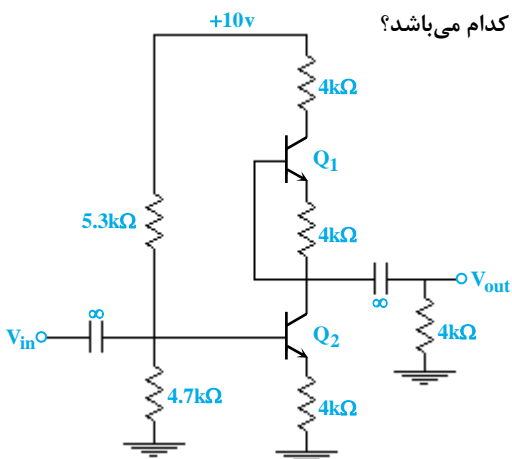 کدام می‌باشد؟
+10v
4kΩ
Q1
5.3kΩ
4kΩ
Vout
∞
∞
Vin
Q2
4kΩ
4.7kΩ
4kΩ